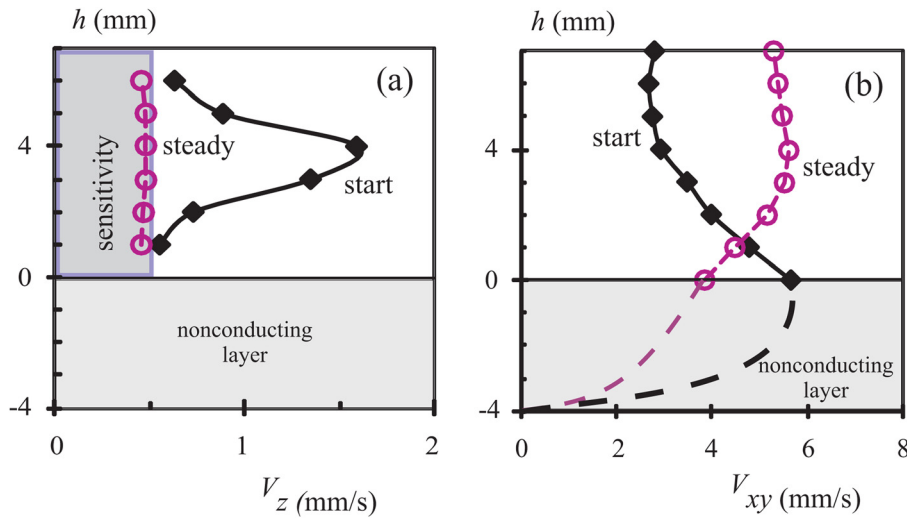 h (mm)
(a)
4
steady
start
sensitivity
0
nonconducting
layer
-4
0
1
2
V_z (mm/s)
h (mm)
(b)
4
start
steady
0
nonconducting
layer
-4
0
2
4
6
8
V_xy (mm/s)